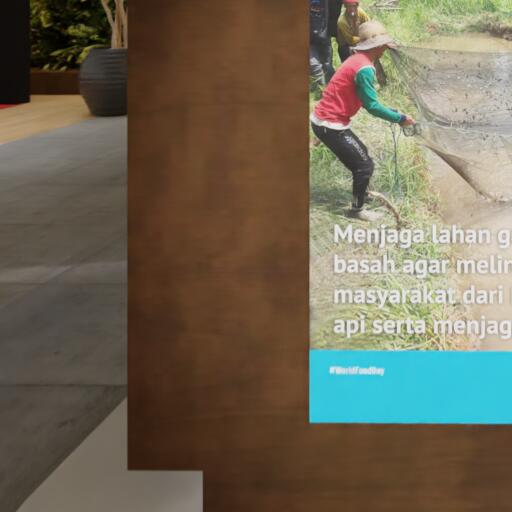 Menjaga lahan g
basah agar melin
masyarakat dari
api serta menjag
#WorldFoodDay